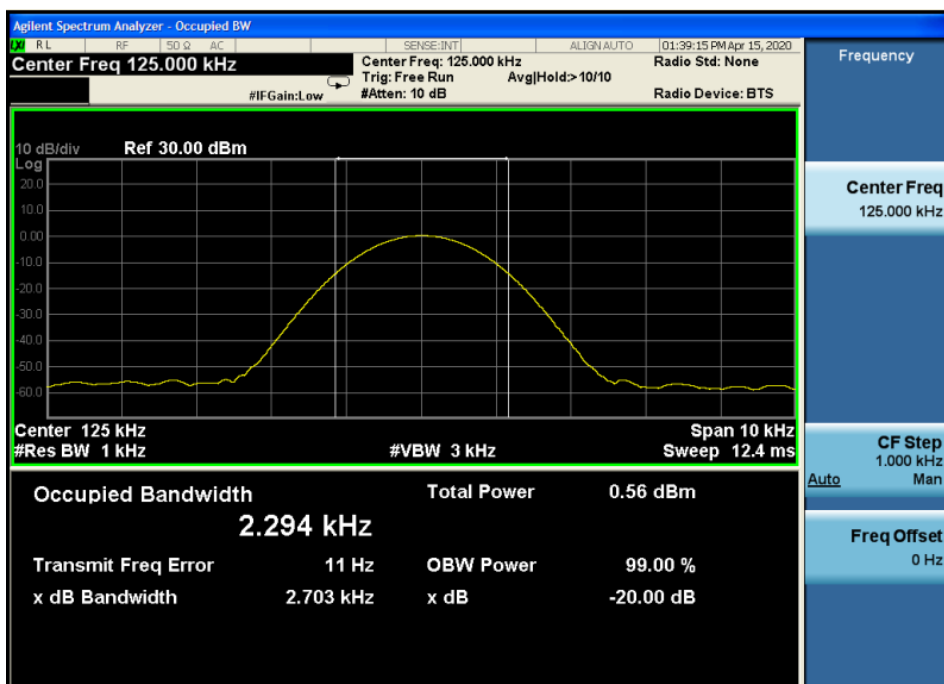 Agilent Spectrum Analyzer - Occupied BW
LXI RL RF 50 Ω AC SENSE:INT ALIGN AUTO 01:39:15 PM Apr 15, 2020
Center Freq 125.000 kHz
Center Freq: 125.000 kHz Radio Std: None
Trig: Free Run Avg|Hold:> 10/10
#IFGain:Low #Atten: 10 dB Radio Device: BTS
10 dB/div Ref 30.00 dBm
Log
20.0
10.0
0.00
-10.0
-20.0
-30.0
-40.0
-50.0
-60.0
Center 125 kHz Span 10 kHz
#Res BW 1 kHz #VBW 3 kHz Sweep 12.4 ms
Occupied Bandwidth Total Power 0.56 dBm
2.294 kHz
Transmit Freq Error 11 Hz OBW Power 99.00 %
x dB Bandwidth 2.703 kHz x dB -20.00 dB
Frequency
Center Freq
125.000 kHz
CF Step
1.000 kHz
Auto Man
Freq Offset
0 Hz